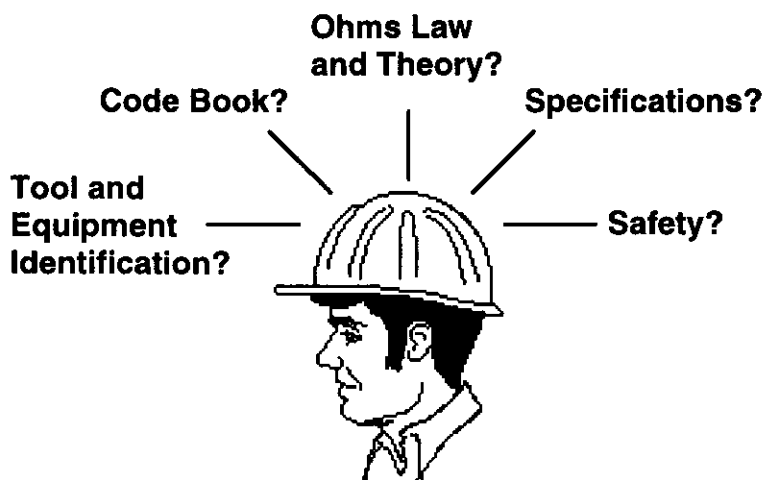 Ohms Law
and Theory?
Code Book?
Specifications?
Tool and
Equipment
Identification?
Safety?